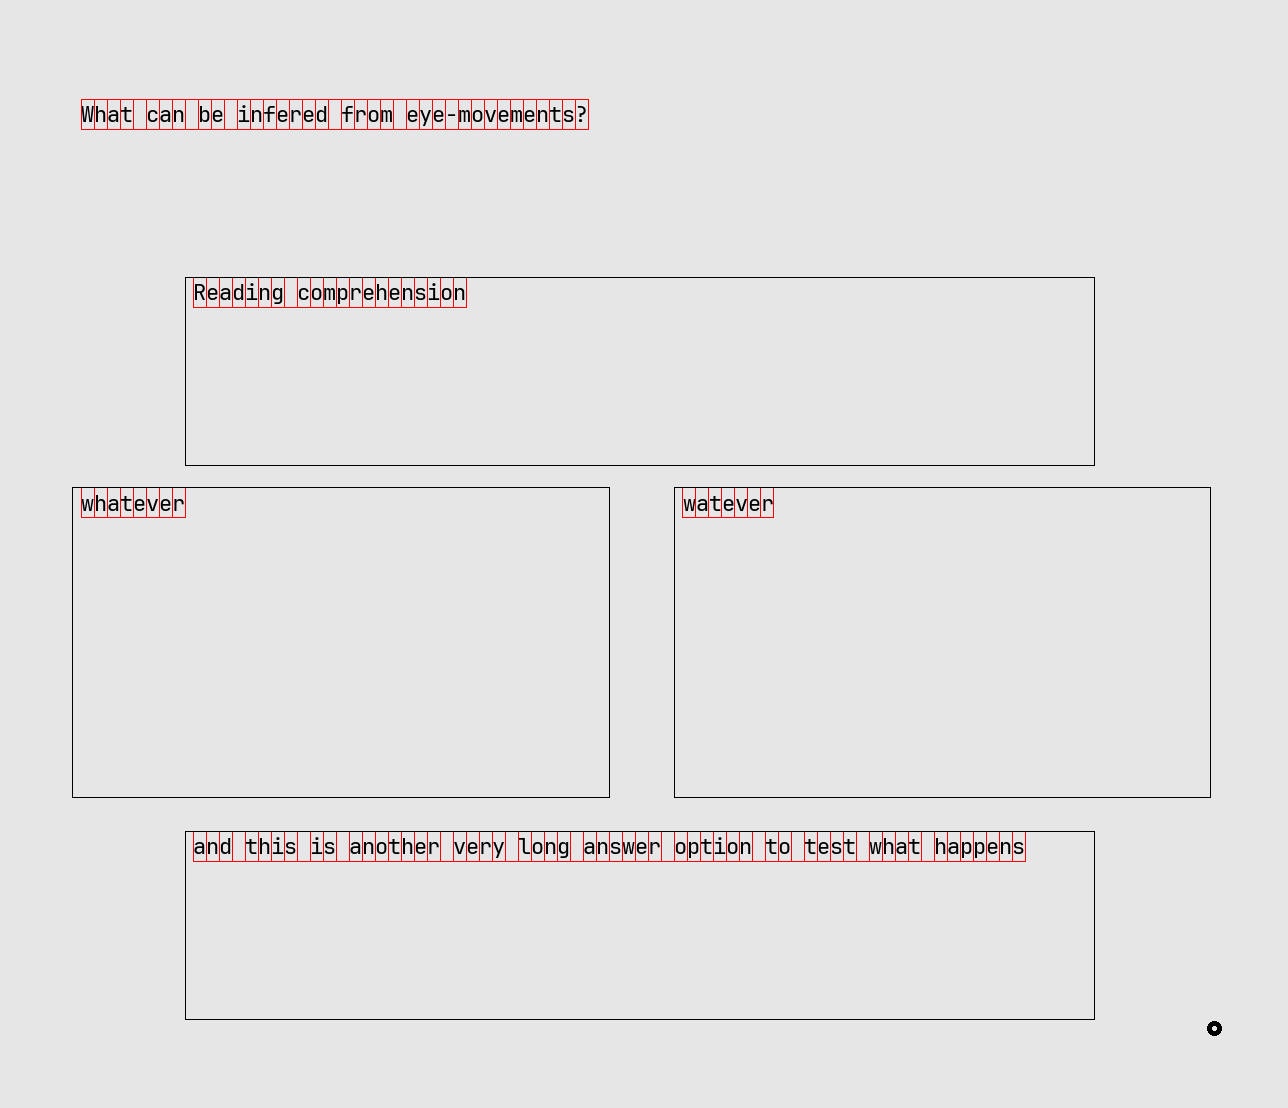 What can be infered from eye-movements?
Reading comprehension
whatever
watever
and this is another very long answer option to test what happens